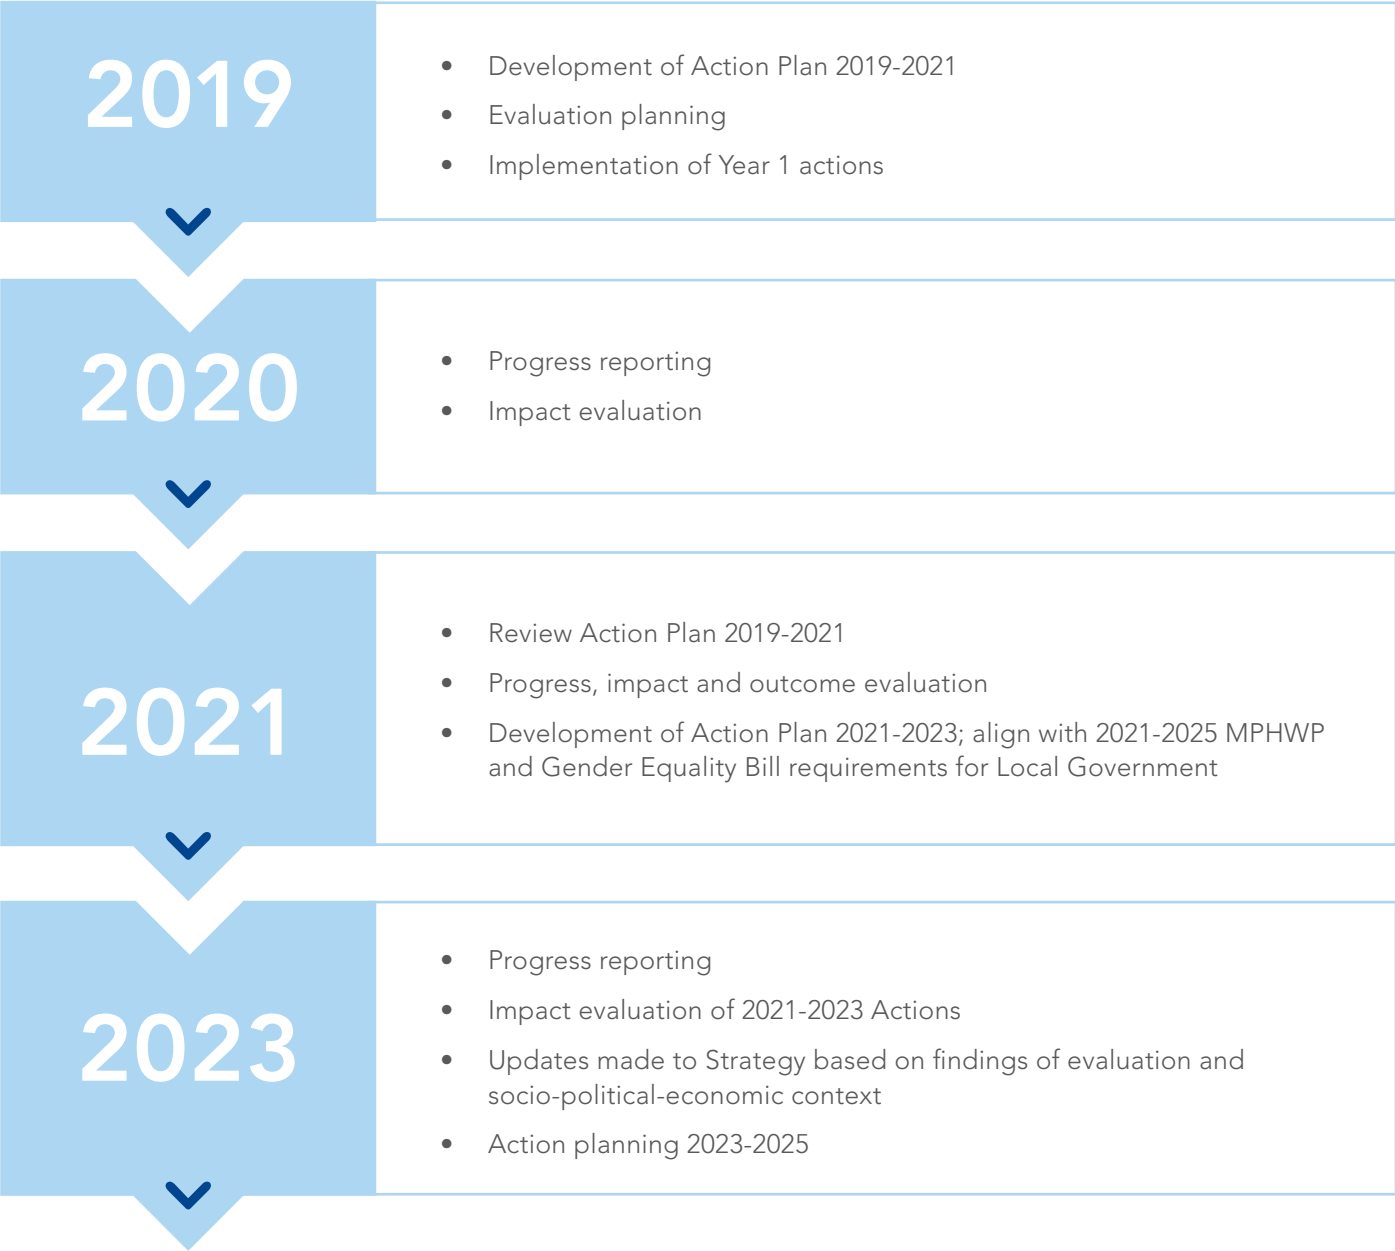 2019
• Development of Action Plan 2019-2021
• Evaluation planning
• Implementation of Year 1 actions
2020
• Progress reporting
• Impact evaluation
2021
• Review Action Plan 2019-2021
• Progress, impact and outcome evaluation
• Development of Action Plan 2021-2023; align with 2021-2025 MPHWP
and Gender Equality Bill requirements for Local Government
2023
• Progress reporting
• Impact evaluation of 2021-2023 Actions
• Updates made to Strategy based on findings of evaluation and
socio-political-economic context
• Action planning 2023-2025